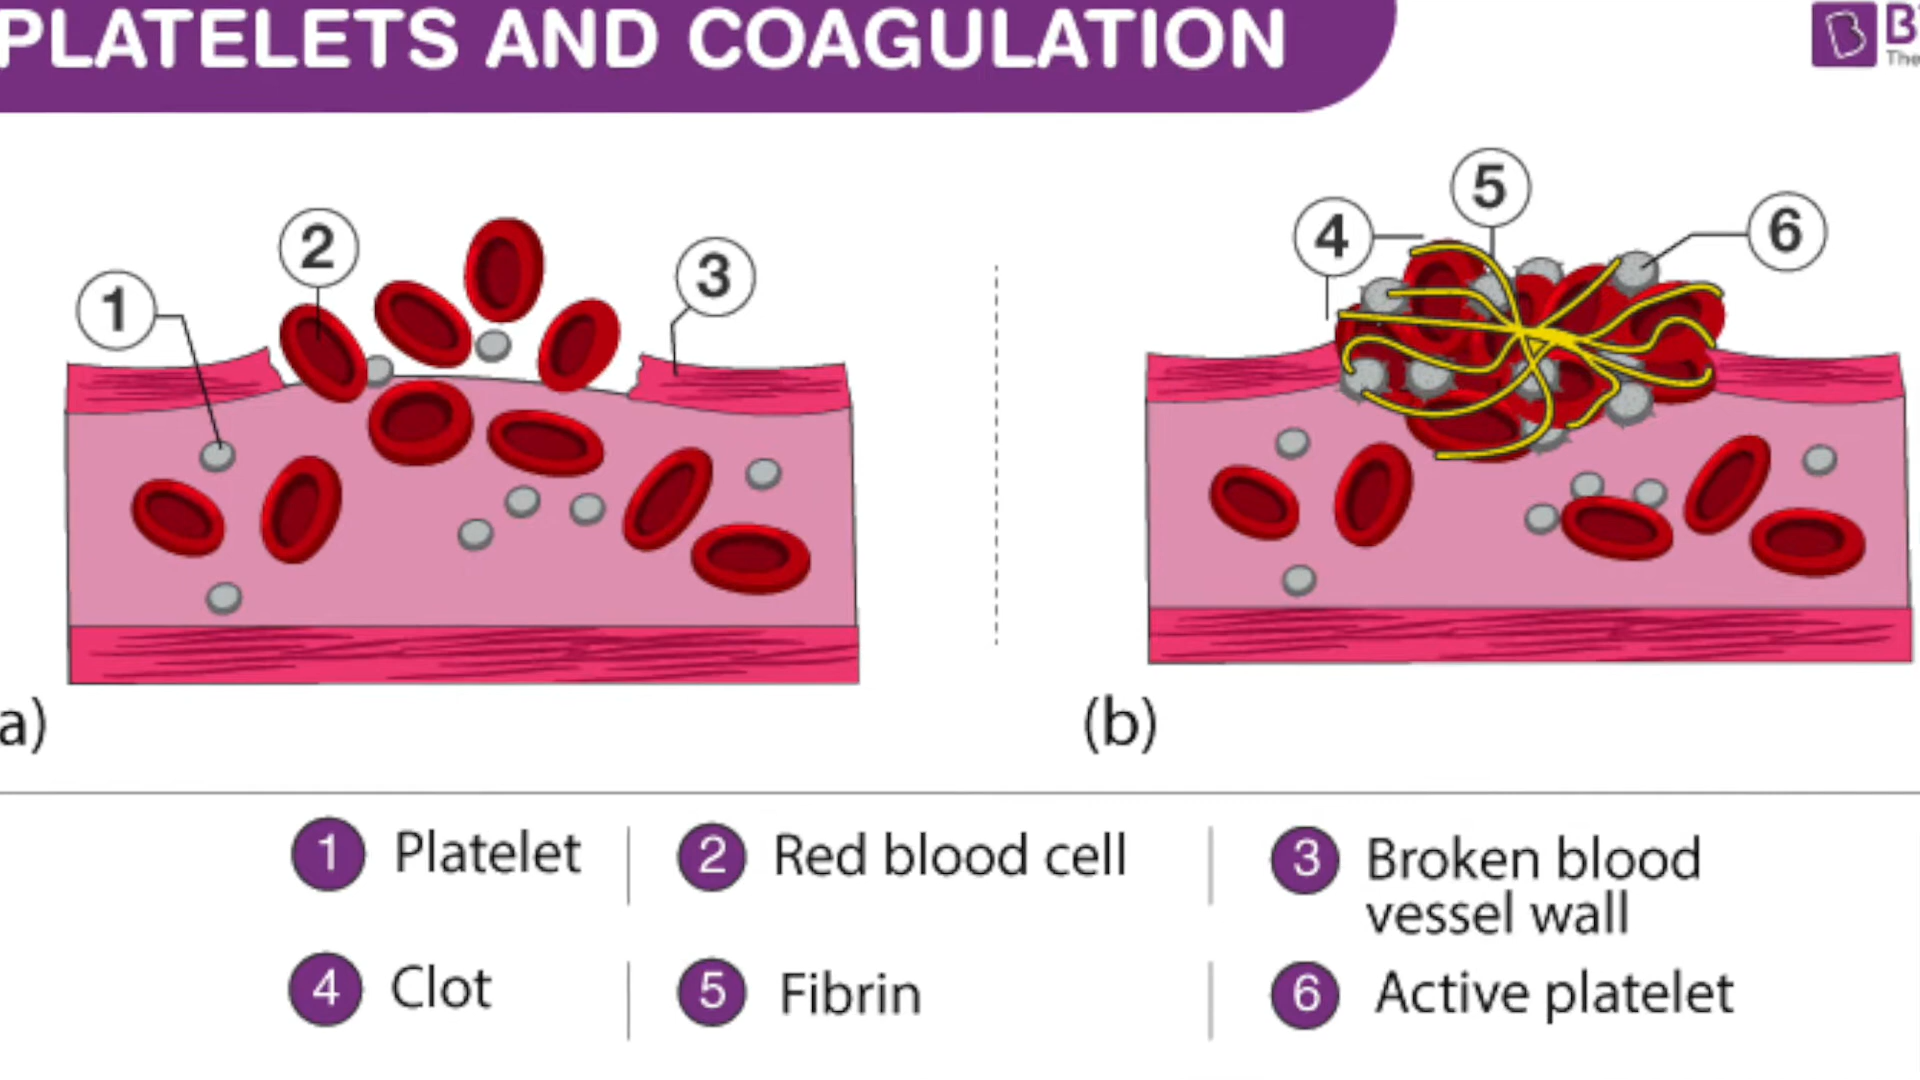 PLATELETS AND COAGULATION
The
1
2
3
4
5
6
a)
(b)
1 Platelet
2 Red blood cell
3 Broken blood
vessel wall
4 Clot
5 Fibrin
6 Active platelet